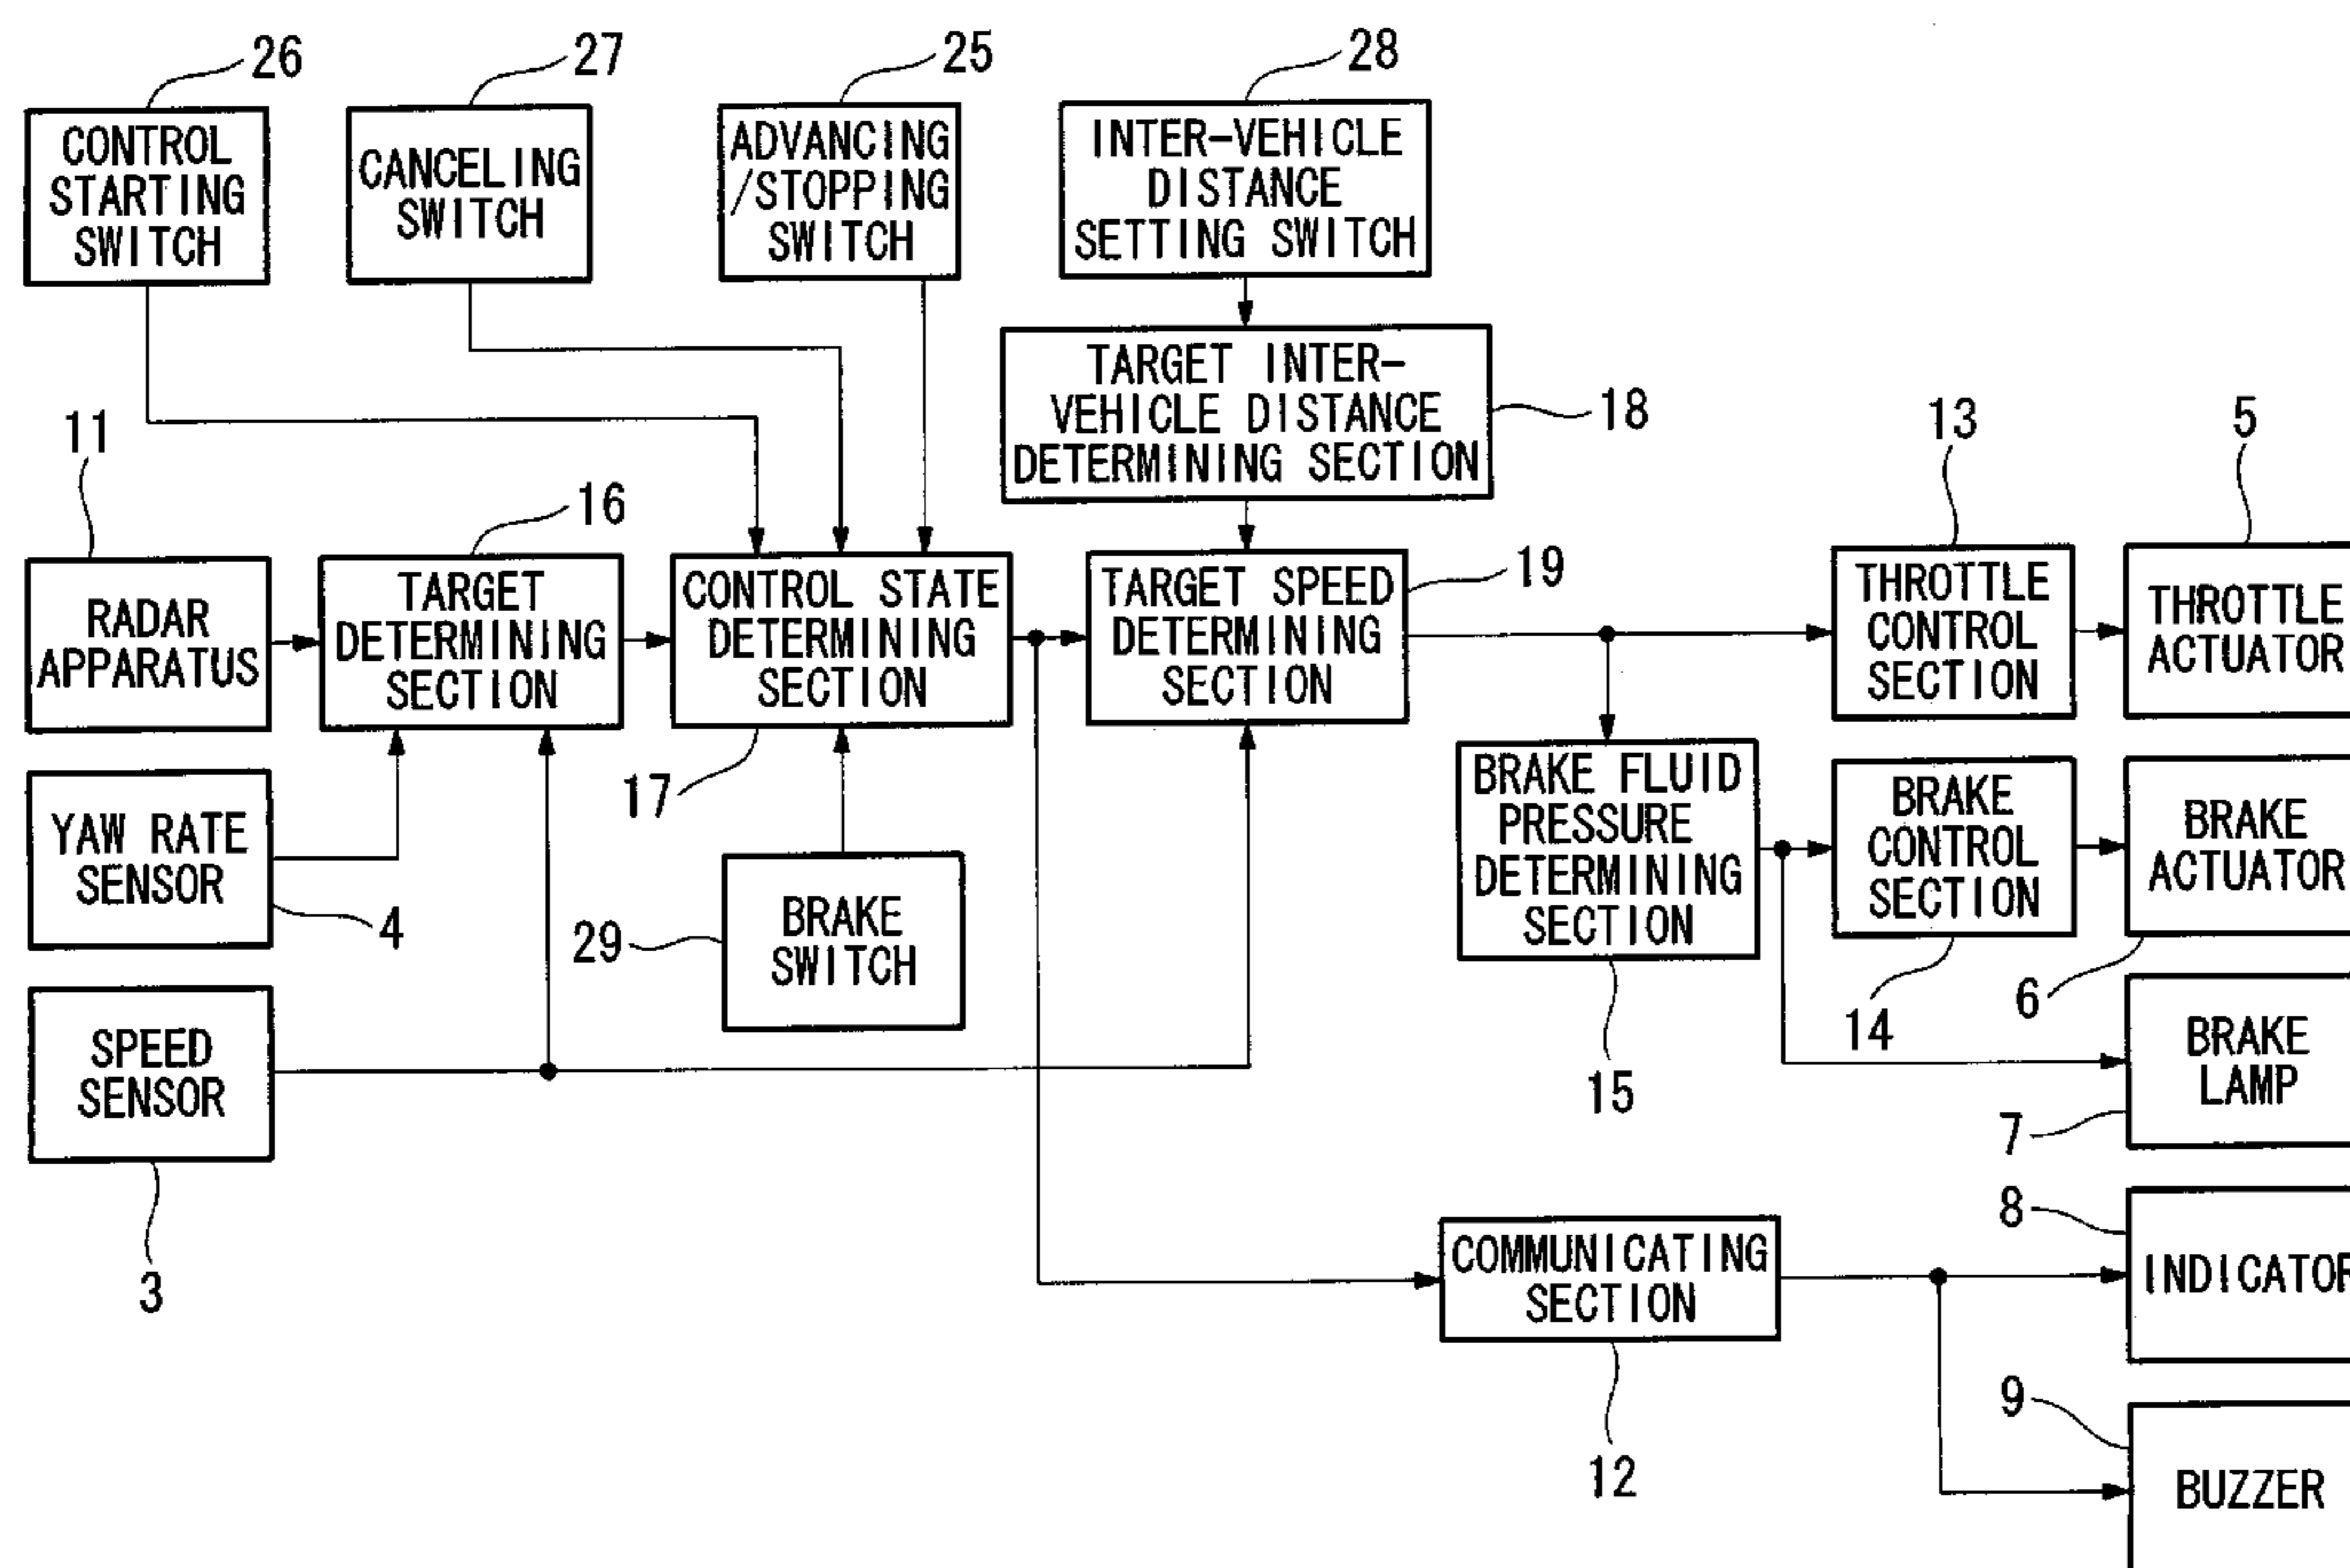 26
27
25
28
CONTROL
STARTING
SWITCH
CANCELING
SWITCH
ADVANCING
/STOPPING
SWITCH
INTER-VEHICLE
DISTANCE
SETTING SWITCH
TARGET INTER-
VEHICLE DISTANCE
DETERMINING SECTION
18
11
16
13
5
RADAR
APPARATUS
TARGET
DETERMINING
SECTION
CONTROL STATE
DETERMINING
SECTION
TARGET SPEED
DETERMINING
SECTION
19
THROTTLE
CONTROL
SECTION
THROTTLE
ACTUATOR
17
YAW RATE
SENSOR
4
BRAKE
SWITCH
29
BRAKE FLUID
PRESSURE
DETERMINING
SECTION
15
BRAKE
CONTROL
SECTION
14
BRAKE
ACTUATOR
6
SPEED
SENSOR
3
BRAKE
LAMP
7
COMMUNICATING
SECTION
12
8
INDICATOR
9
BUZZER